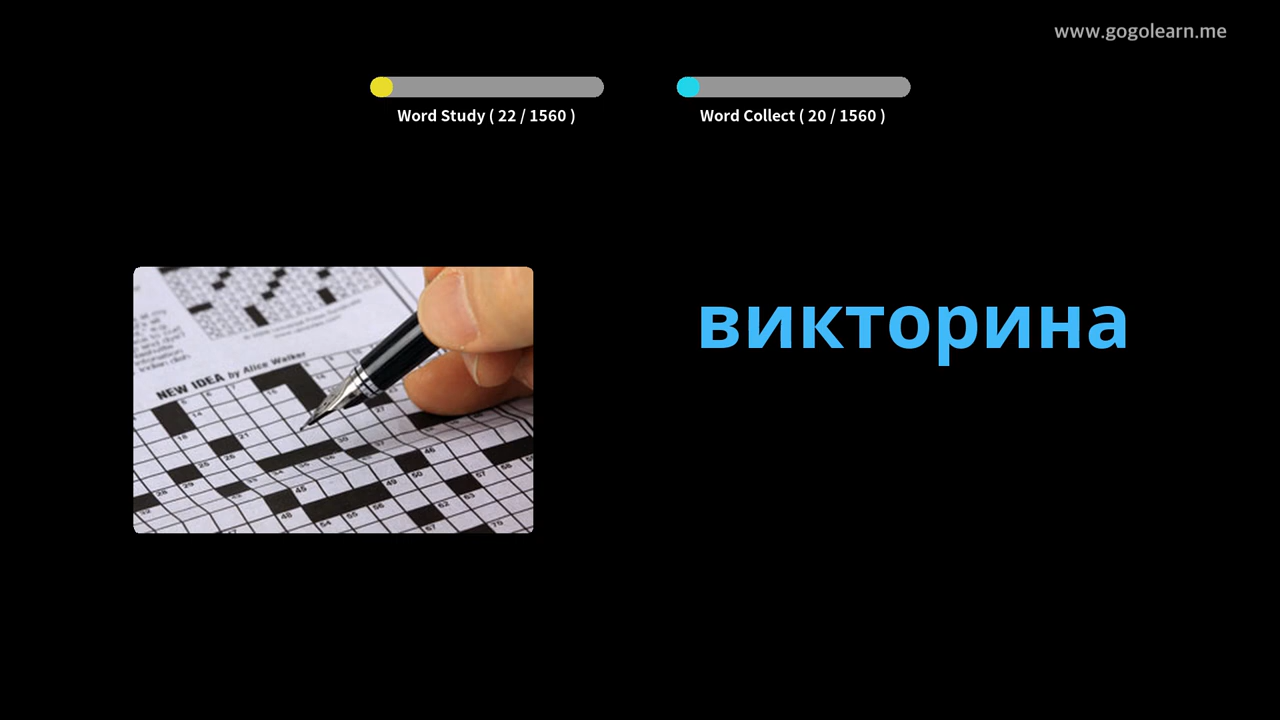 www.gogolearn.me
Word Study ( 22 / 1560 )
Word Collect ( 20 / 1560 )
викторина
NEW IDEA by Alice Walker